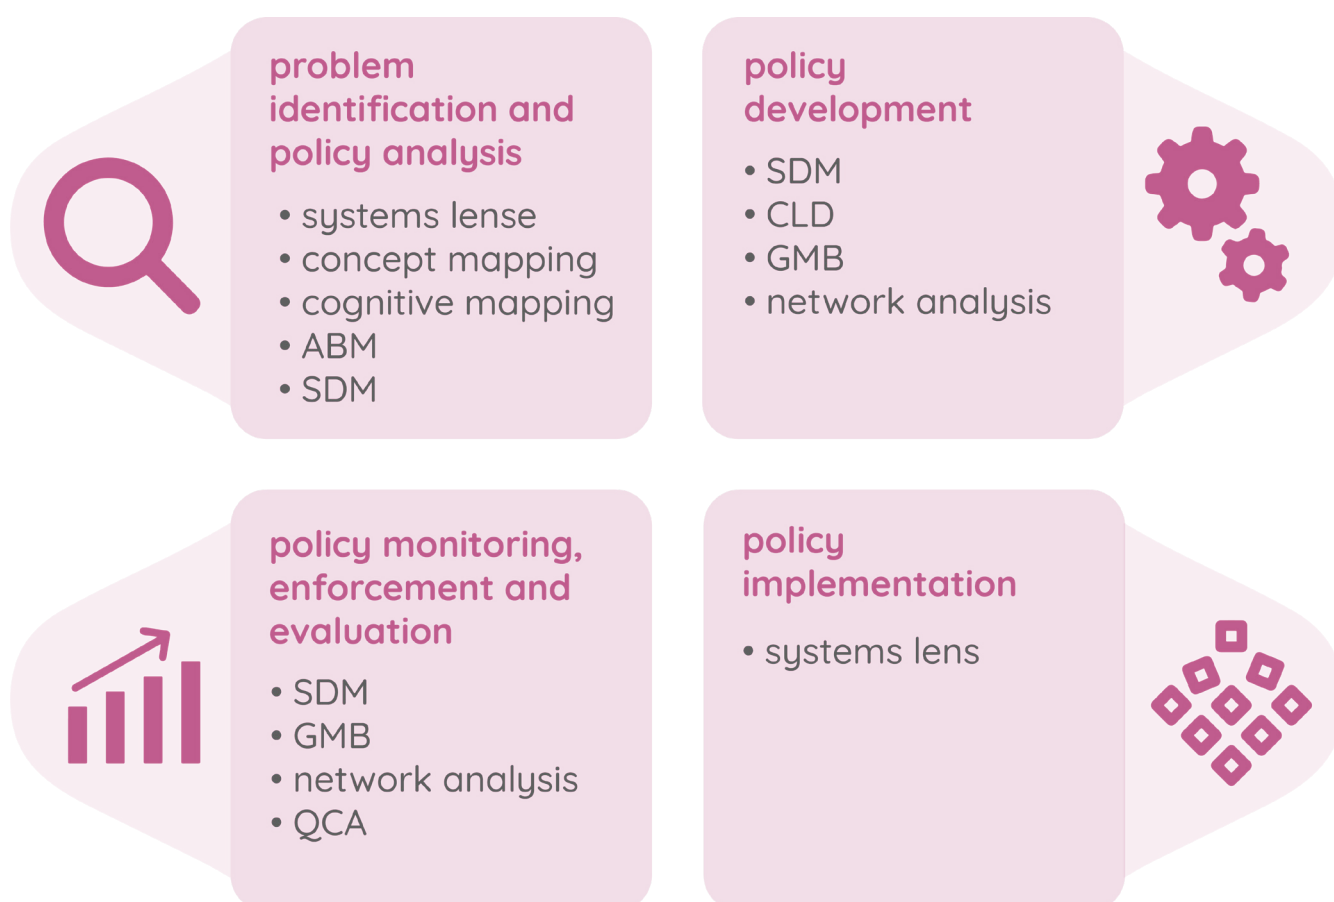 problem
identification and
policy analysis
• systems lense
• concept mapping
• cognitive mapping
• ABM
• SDM
policy
development
• SDM
• CLD
• GMB
• network analysis
policy monitoring,
enforcement and
evaluation
• SDM
• GMB
• network analysis
• QCA
policy
implementation
• systems lens